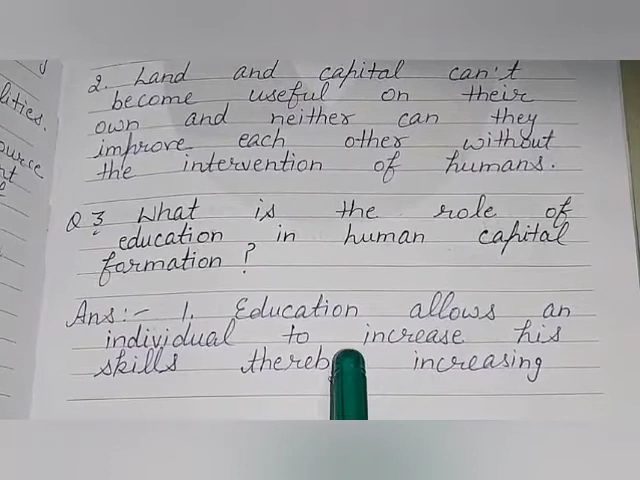 lities.
2. Land and capital can't
become useful on their
own and neither can they
improve each other without
the intervention of humans.
Q 3 What is the role of
education in human capital
formation ?
Ans:- 1. Education allows an
individual to increase his
skills increasing